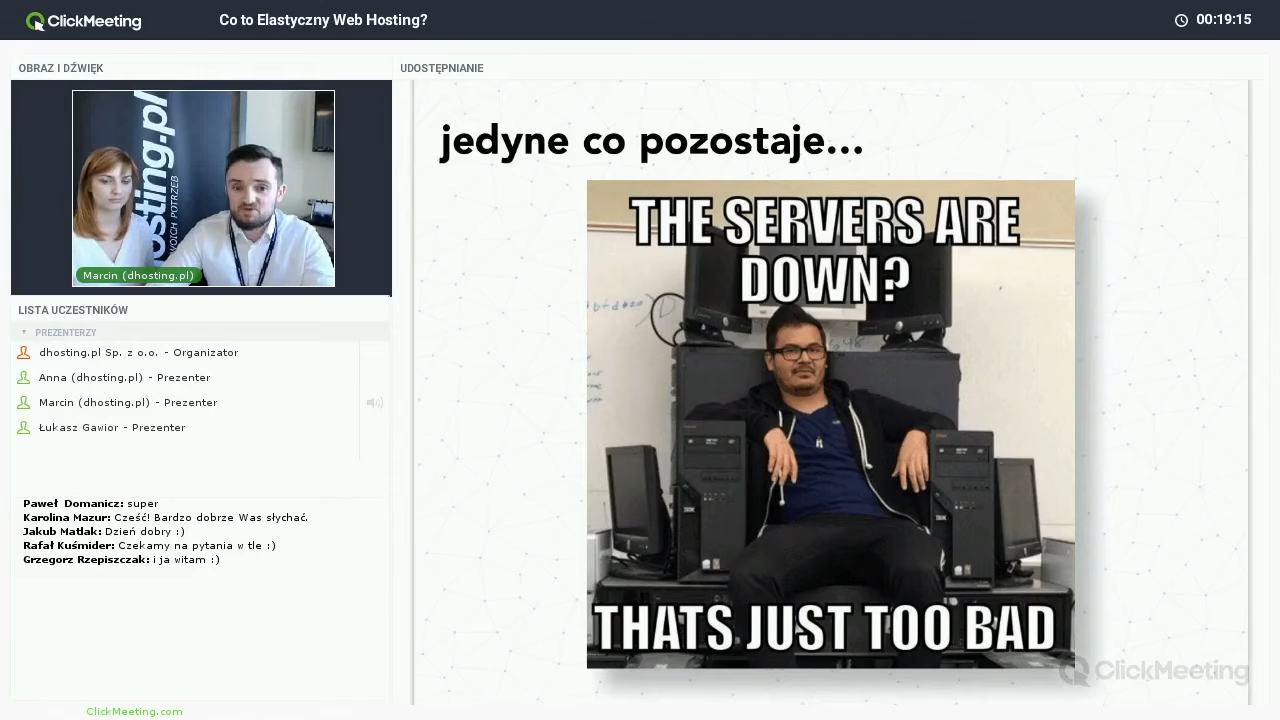 ClickMeeting
Co to Elastyczny Web Hosting?
00:19:15
OBRAZ I DŹWIĘK
UDOSTĘPNIANIE
Marcin (dhosting.pl)
LISTA UCZESTNIKÓW
PREZENTERZY
dhosting.pl Sp. z o.o. - Organizator
Anna (dhosting.pl) - Prezenter
Marcin (dhosting.pl) - Prezenter
Łukasz Gawior - Prezenter
Paweł Domanicz: super
Karolina Mazur: Cześć! Bardzo dobrze Was słychać.
Jakub Matłak: Dzień dobry :)
Rafał Kuśmider: Czekamy na pytania w tle :)
Grzegorz Rzepiszczak: i ja witam :)
ClickMeeting.com
jedyne co pozostaje...
THE SERVERS ARE
DOWN?
THATS JUST TOO BAD
ClickMeeting